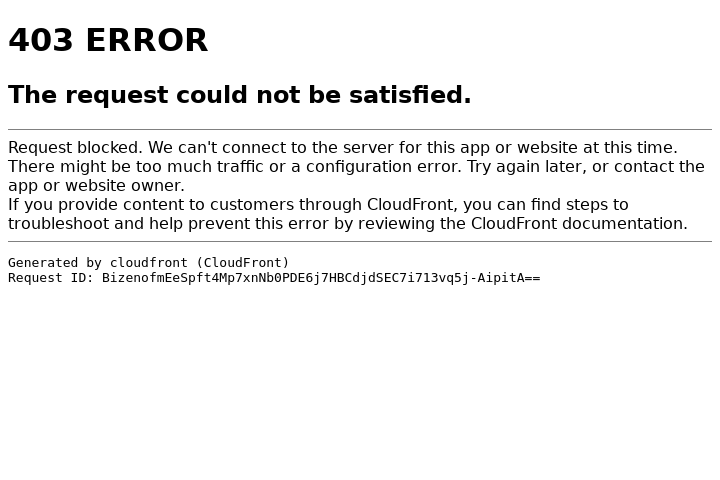 403 ERROR
The request could not be satisfied.
Request blocked. We can't connect to the server for this app or website at this time.
There might be too much traffic or a configuration error. Try again later, or contact the
app or website owner.
If you provide content to customers through CloudFront, you can find steps to
troubleshoot and help prevent this error by reviewing the CloudFront documentation.
Generated by cloudfront (CloudFront)
Request ID: BizenofmEeSpft4Mp7xnNb0PDE6j7HBCdjdSEC7i713vq5j-AipitA==